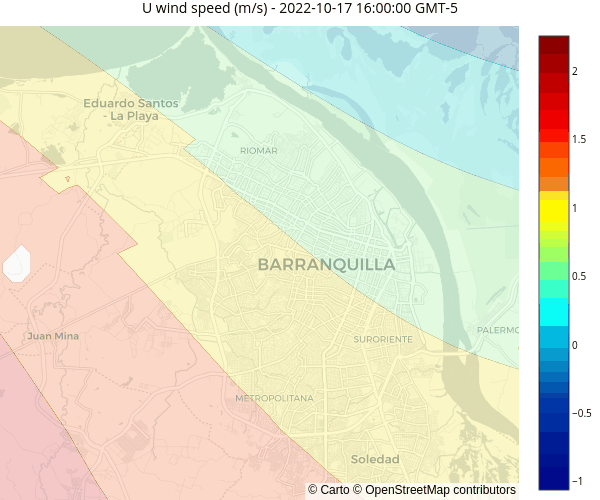 U wind speed (m/s) - 2022-10-17 16:00:00 GMT-5
Eduardo Santos
- La Playa
RIOMAR
BARRANQUILLA
PALERMO
Juan Mina
SURORIENTE
METROPOLITANA
Soledad
© Carto © OpenStreetMap contributors
2
1.5
1
0.5
0
−0.5
−1